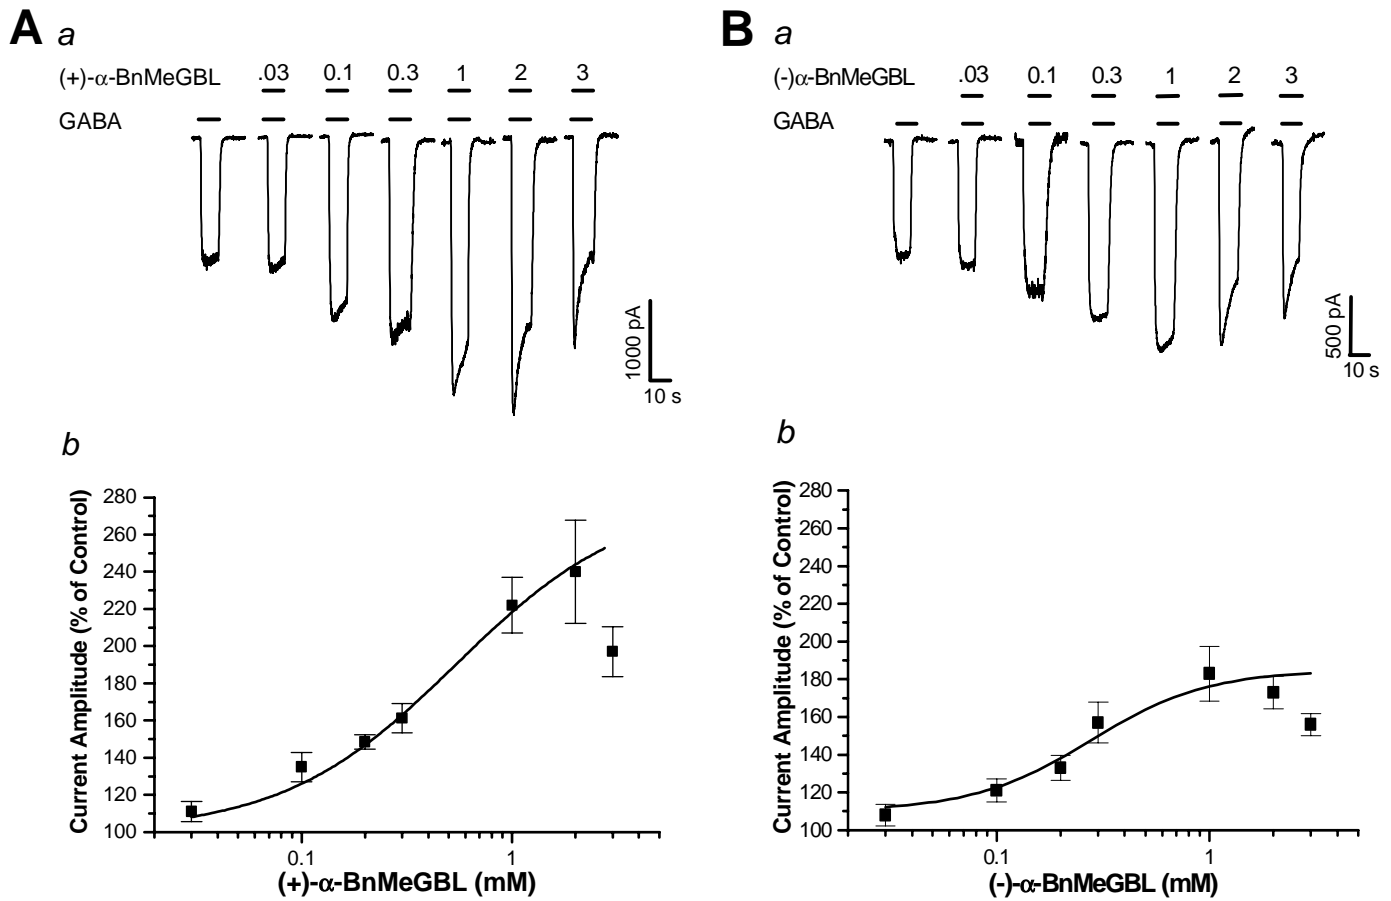 A a
(+)-α-BnMeGBL .03 0.1 0.3 1 2 3
GABA
1000 pA
10 s
b
Current Amplitude (% of Control)
280
260
240
220
200
180
160
140
120
100
0.1 1
(+)-α-BnMeGBL (mM)
B a
(-)α-BnMeGBL .03 0.1 0.3 1 2 3
GABA
500 pA
10 s
b
Current Amplitude (% of Control)
280
260
240
220
200
180
160
140
120
100
0.1 1
(-)-α-BnMeGBL (mM)